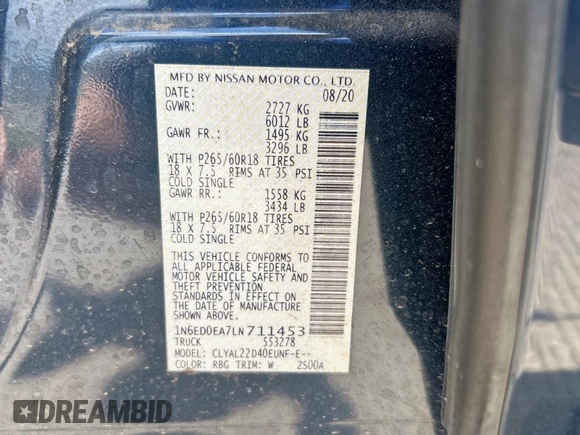 MFD BY NISSAN MOTOR CO., LTD.
DATE: 08/20
GVWR: 2727 KG
6012 LB
GAWR FR.: 1495 KG
3296 LB
WITH P265/60R18 TIRES
18 X 7.5 RIMS AT 35 PSI
COLD SINGLE
GAWR RR.: 1558 KG
3434 LB
WITH P265/60R18 TIRES
18 X 7.5 RIMS AT 35 PSI
COLD SINGLE
THIS VEHICLE CONFORMS TO
ALL APPLICABLE FEDERAL
MOTOR VEHICLE SAFETY AND
THEFT PREVENTION
STANDARDS IN EFFECT ON THE
DATE OF MANUFACTURE
SHOWN ABOVE.
1N6ED0EA7LN711453
TRUCK 553278
MODEL: CLYAL22D40EUNF-E--
COLOR: RBG TRIM: W ZS00A
DREAMBID